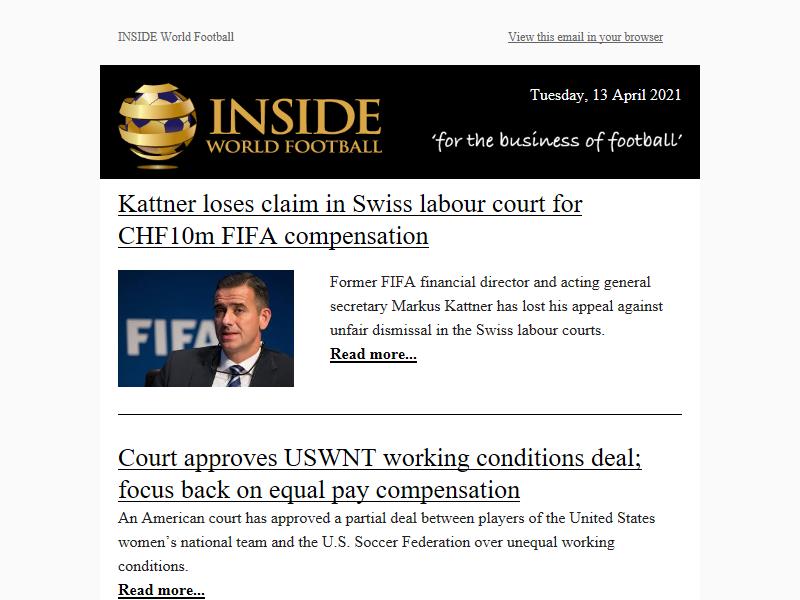 INSIDE World Football
View this email in your browser
INSIDE
WORLD FOOTBALL
Tuesday, 13 April 2021
‘for the business of football’
Kattner loses claim in Swiss labour court for
CHF10m FIFA compensation
FIFA
Former FIFA financial director and acting general
secretary Markus Kattner has lost his appeal against
unfair dismissal in the Swiss labour courts.
Read more...
Court approves USWNT working conditions deal;
focus back on equal pay compensation
An American court has approved a partial deal between players of the United States
women’s national team and the U.S. Soccer Federation over unequal working
conditions.
Read more...